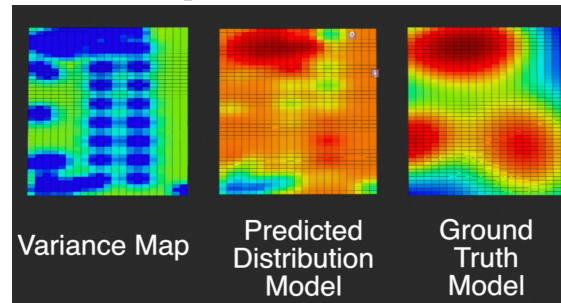 Variance Map
Predicted
Distribution
Model
Ground
Truth
Model